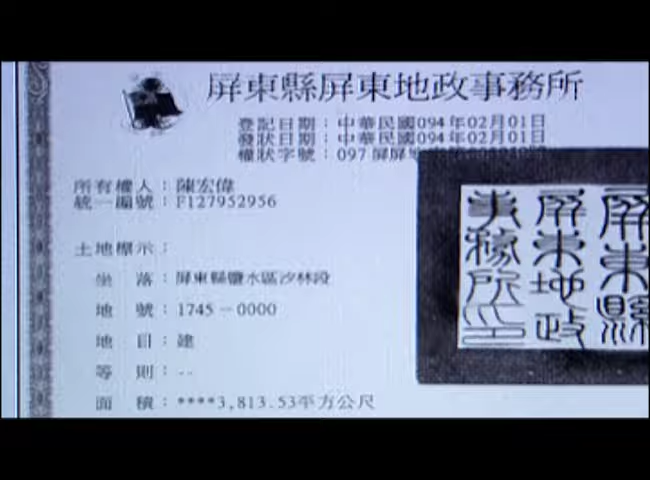 屏東縣屏東地政事務所
登記日期：中華民國094年02月01日
發狀日期：中華民國094年02月01日
權狀字號：097屏屏地
所有權人：陳宏偉
統一編號：F127952956
土地標示：
坐 落：屏東縣鹽水區汐林段
地 號：1745－0000
地 目：建
等 則：--
面 積：****3,813.53平方公尺
屏東縣
屏東地政
事務所印